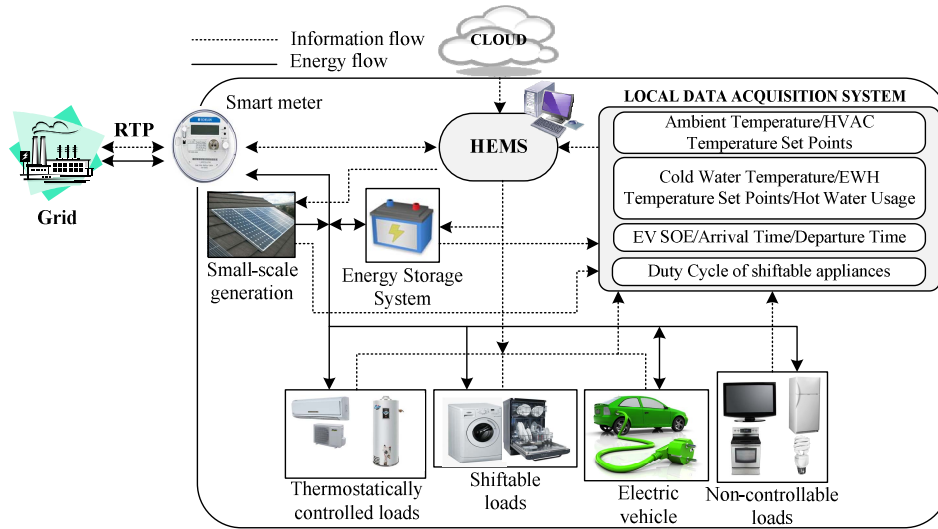 Information flow
Energy flow
CLOUD
Smart meter
LOCAL DATA ACQUISITION SYSTEM
RTP
HEMS
Ambient Temperature/HVAC
Temperature Set Points
Cold Water Temperature/EWH
Temperature Set Points/Hot Water Usage
EV SOE/Arrival Time/Departure Time
Duty Cycle of shiftable appliances
Grid
Small-scale
generation
Energy Storage
System
Thermostatically
controlled loads
Shiftable
loads
Electric
vehicle
Non-controllable
loads